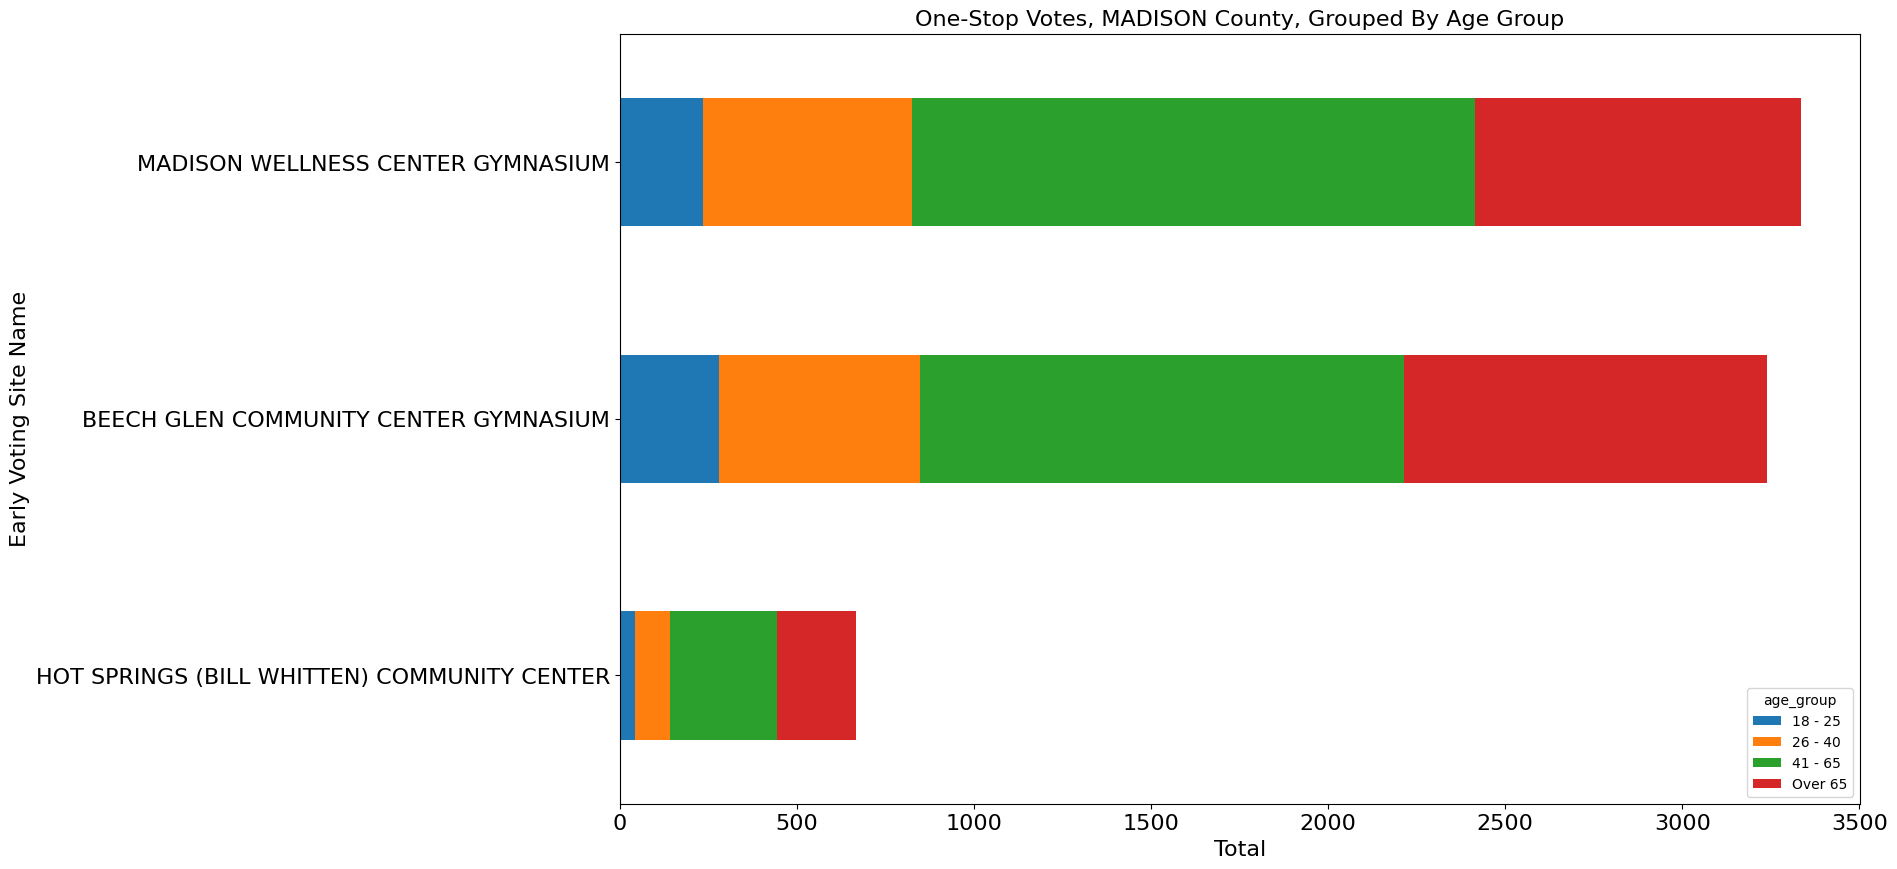 One-Stop Votes, MADISON County, Grouped By Age Group
Early Voting Site Name
MADISON WELLNESS CENTER GYMNASIUM
BEECH GLEN COMMUNITY CENTER GYMNASIUM
HOT SPRINGS (BILL WHITTEN) COMMUNITY CENTER
age_group
18 - 25
26 - 40
41 - 65
Over 65
0 500 1000 1500 2000 2500 3000 3500
Total